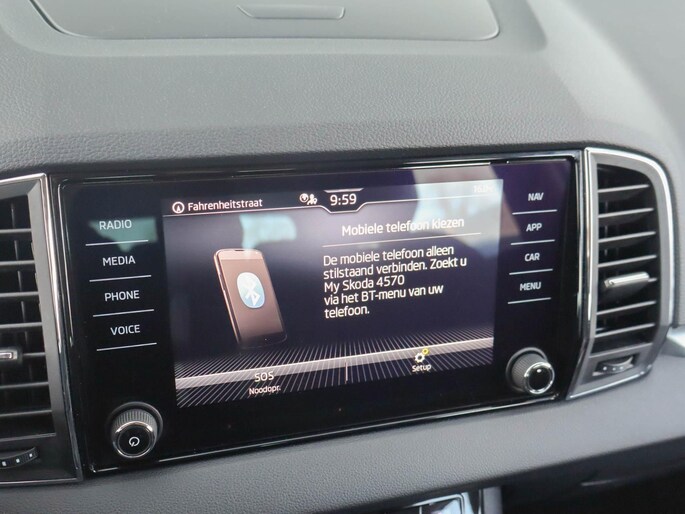 Fahrenheitstraat
9:59
RADIO
MEDIA
PHONE
VOICE
Mobiele telefoon kiezen
De mobiele telefoon alleen
stilstaand verbinden. Zoekt u
My Skoda 4570
via het BT-menu van uw
telefoon.
505
Noodopr.
Setup
NAV
APP
CAR
MENU